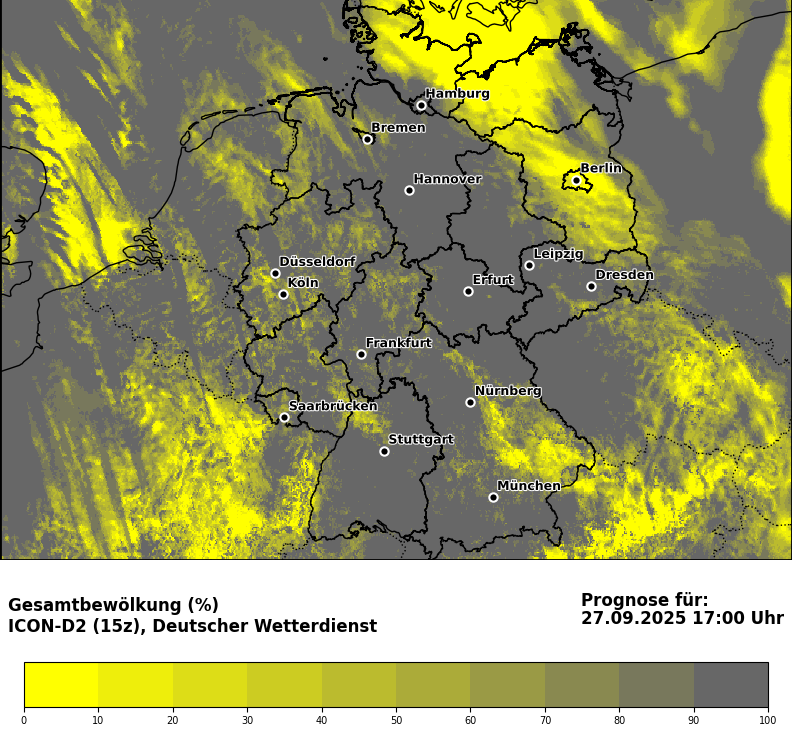 Hamburg
Bremen
Hannover
Berlin
Düsseldorf
Köln
Leipzig
Erfurt
Dresden
Frankfurt
Nürnberg
Saarbrücken
Stuttgart
München
Gesamtbewölkung (%)
ICON-D2 (15z), Deutscher Wetterdienst
Prognose für:
27.09.2025 17:00 Uhr
0 10 20 30 40 50 60 70 80 90 100